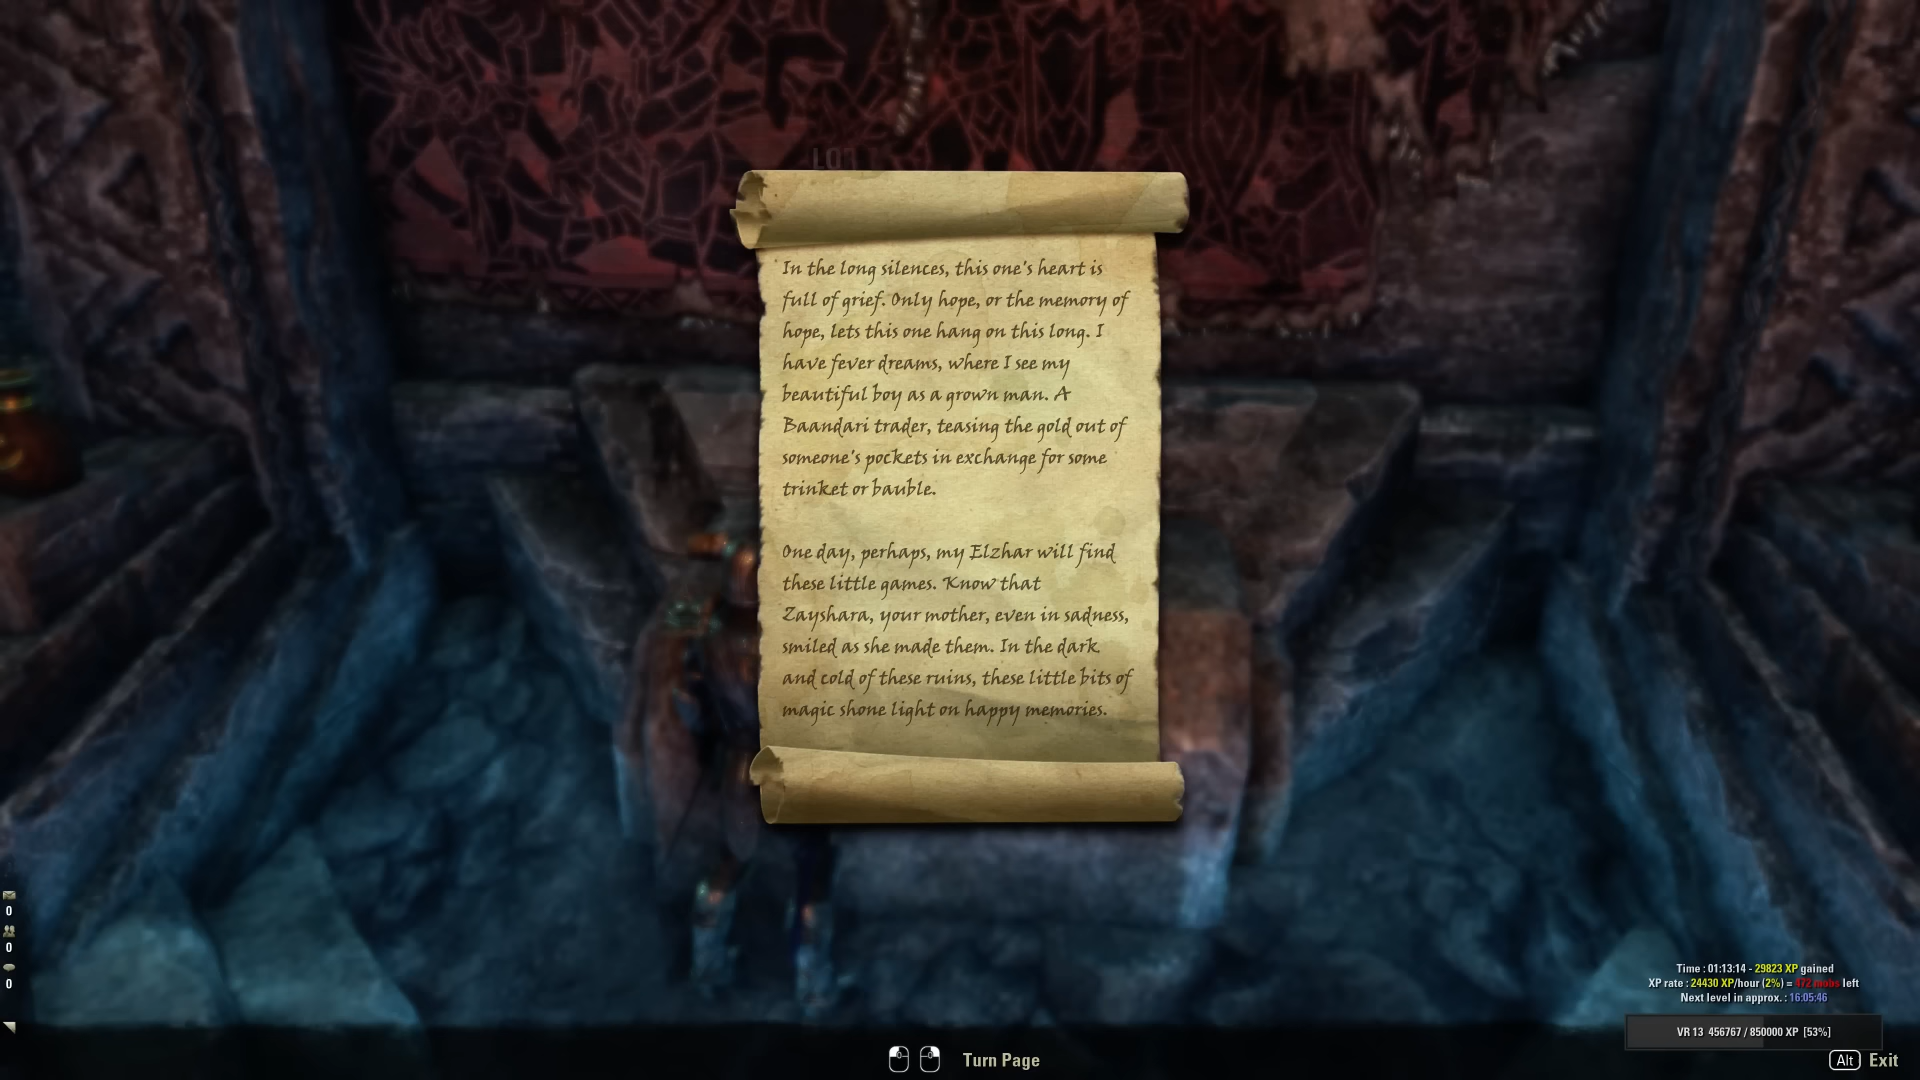 In the long silences, this one's heart is
full of grief. Only hope, or the memory of
hope, lets this one hang on this long. I
have fever dreams, where I see my
beautiful boy as a grown man. A
Baandari trader, teasing the gold out of
someone's pockets in exchange for some
trinket or bauble.
One day, perhaps, my Elzhar will find
these little games. Know that
Zayshara, your mother, even in sadness,
smiled as she made them. In the dark
and cold of these ruins, these little bits of
magic shone light on happy memories.
0
0
0
Time : 01:13:14 - 29823 XP gained
XP rate : 24430 XP/hour (2%) = 472 mobs left
Next level in approx. : 16:05:46
VR 13 456767 / 850000 XP [53%]
Turn Page
Alt Exit